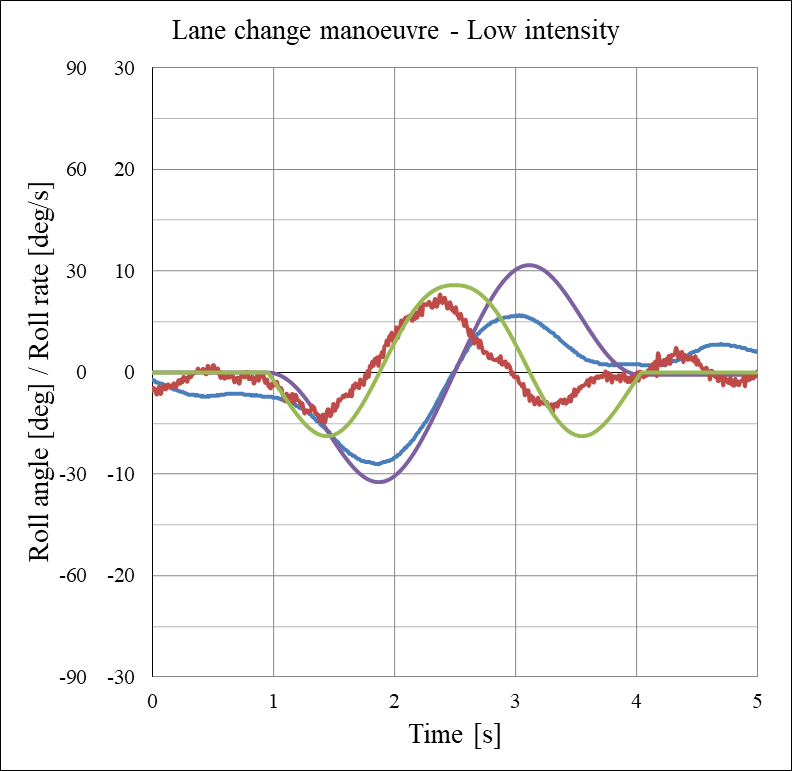 Lane change manoeuvre - Low intensity
90 30
60 20
30 10
0 0
-30 -10
-60 -20
-90 -30
Roll angle [deg] / Roll rate [deg/s]
0 1 2 3 4 5
Time [s]